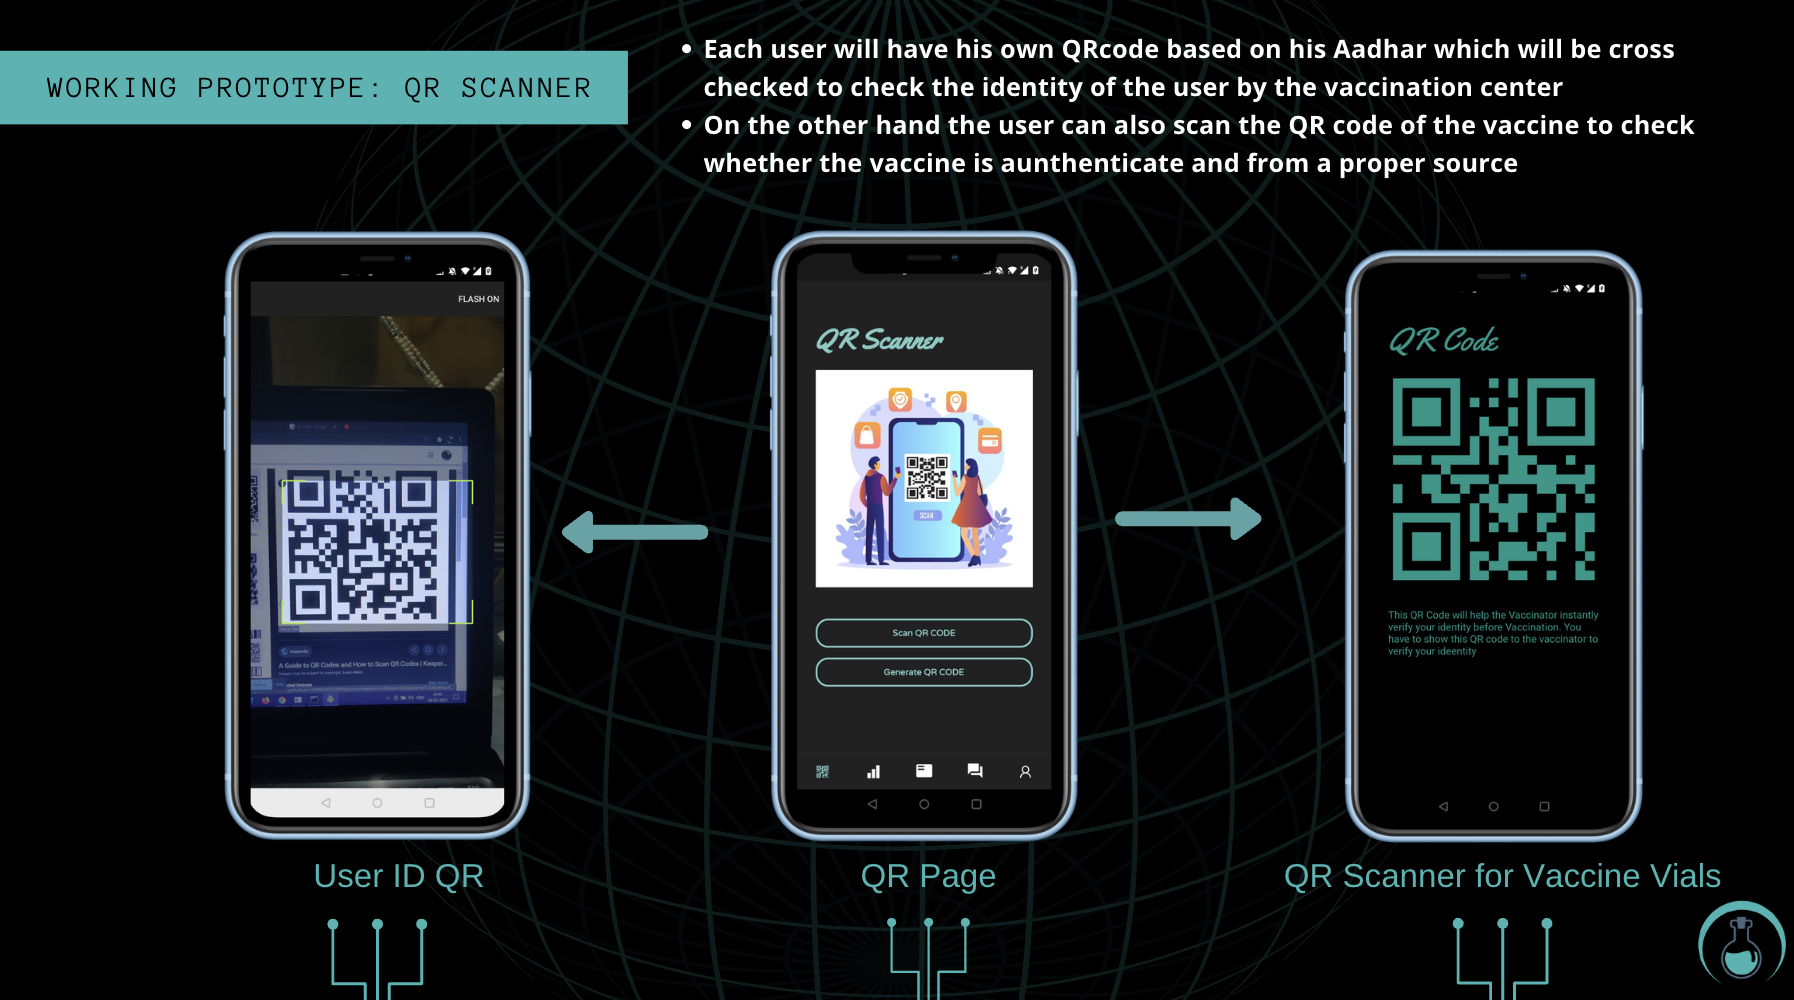 WORKING PROTOTYPE: QR SCANNER
• Each user will have his own QRcode based on his Aadhar which will be cross
checked to check the identity of the user by the vaccination center
• On the other hand the user can also scan the QR code of the vaccine to check
whether the vaccine is aunthenticate and from a proper source
FLASH ON
A Guide to QR Codes and How to Scan QR Codes | Kasper...
User ID QR
QR Scanner
SCAN
Scan QR CODE
Generate QR CODE
QR Page
QR Code
This QR Code will help the Vaccinator instantly
verify your identity before Vaccination. You
have to show this QR code to the vaccinator to
verify your ideentity
QR Scanner for Vaccine Vials